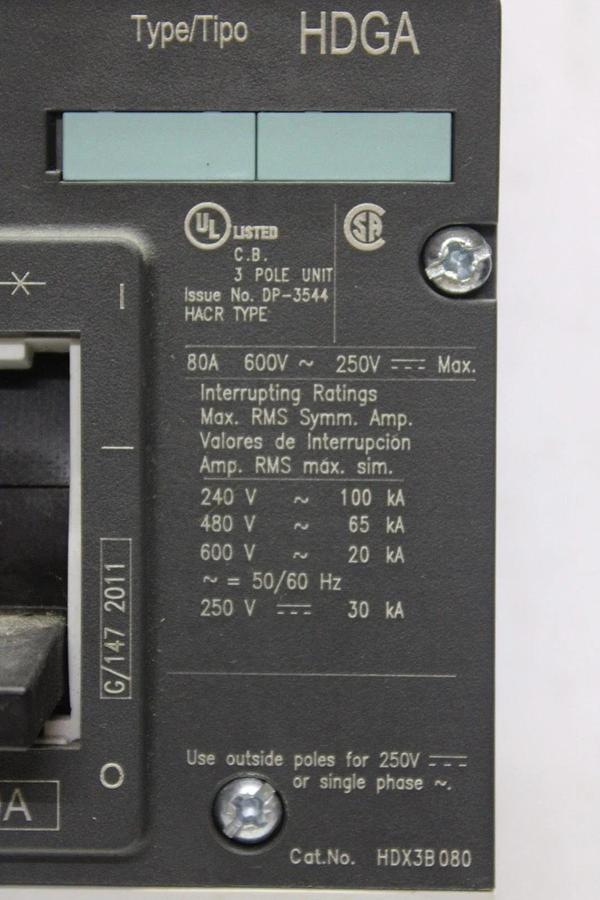 Type/Tipo HDGA
UL LISTED
SA
C.B.
3 POLE UNIT
Issue No. DP-3544
HACR TYPE
80A 600V ~ 250V ⎓ Max.
Interrupting Ratings
Max. RMS Symm. Amp.
Valores de Interrupción
Amp. RMS máx. sim.
240 V ~ 100 kA
480 V ~ 65 kA
600 V ~ 20 kA
~ = 50/60 Hz
250 V ⎓ 30 kA
G/147 2011
I
O
Use outside poles for 250V ⎓
or single phase ~.
Cat.No. HDX3B080